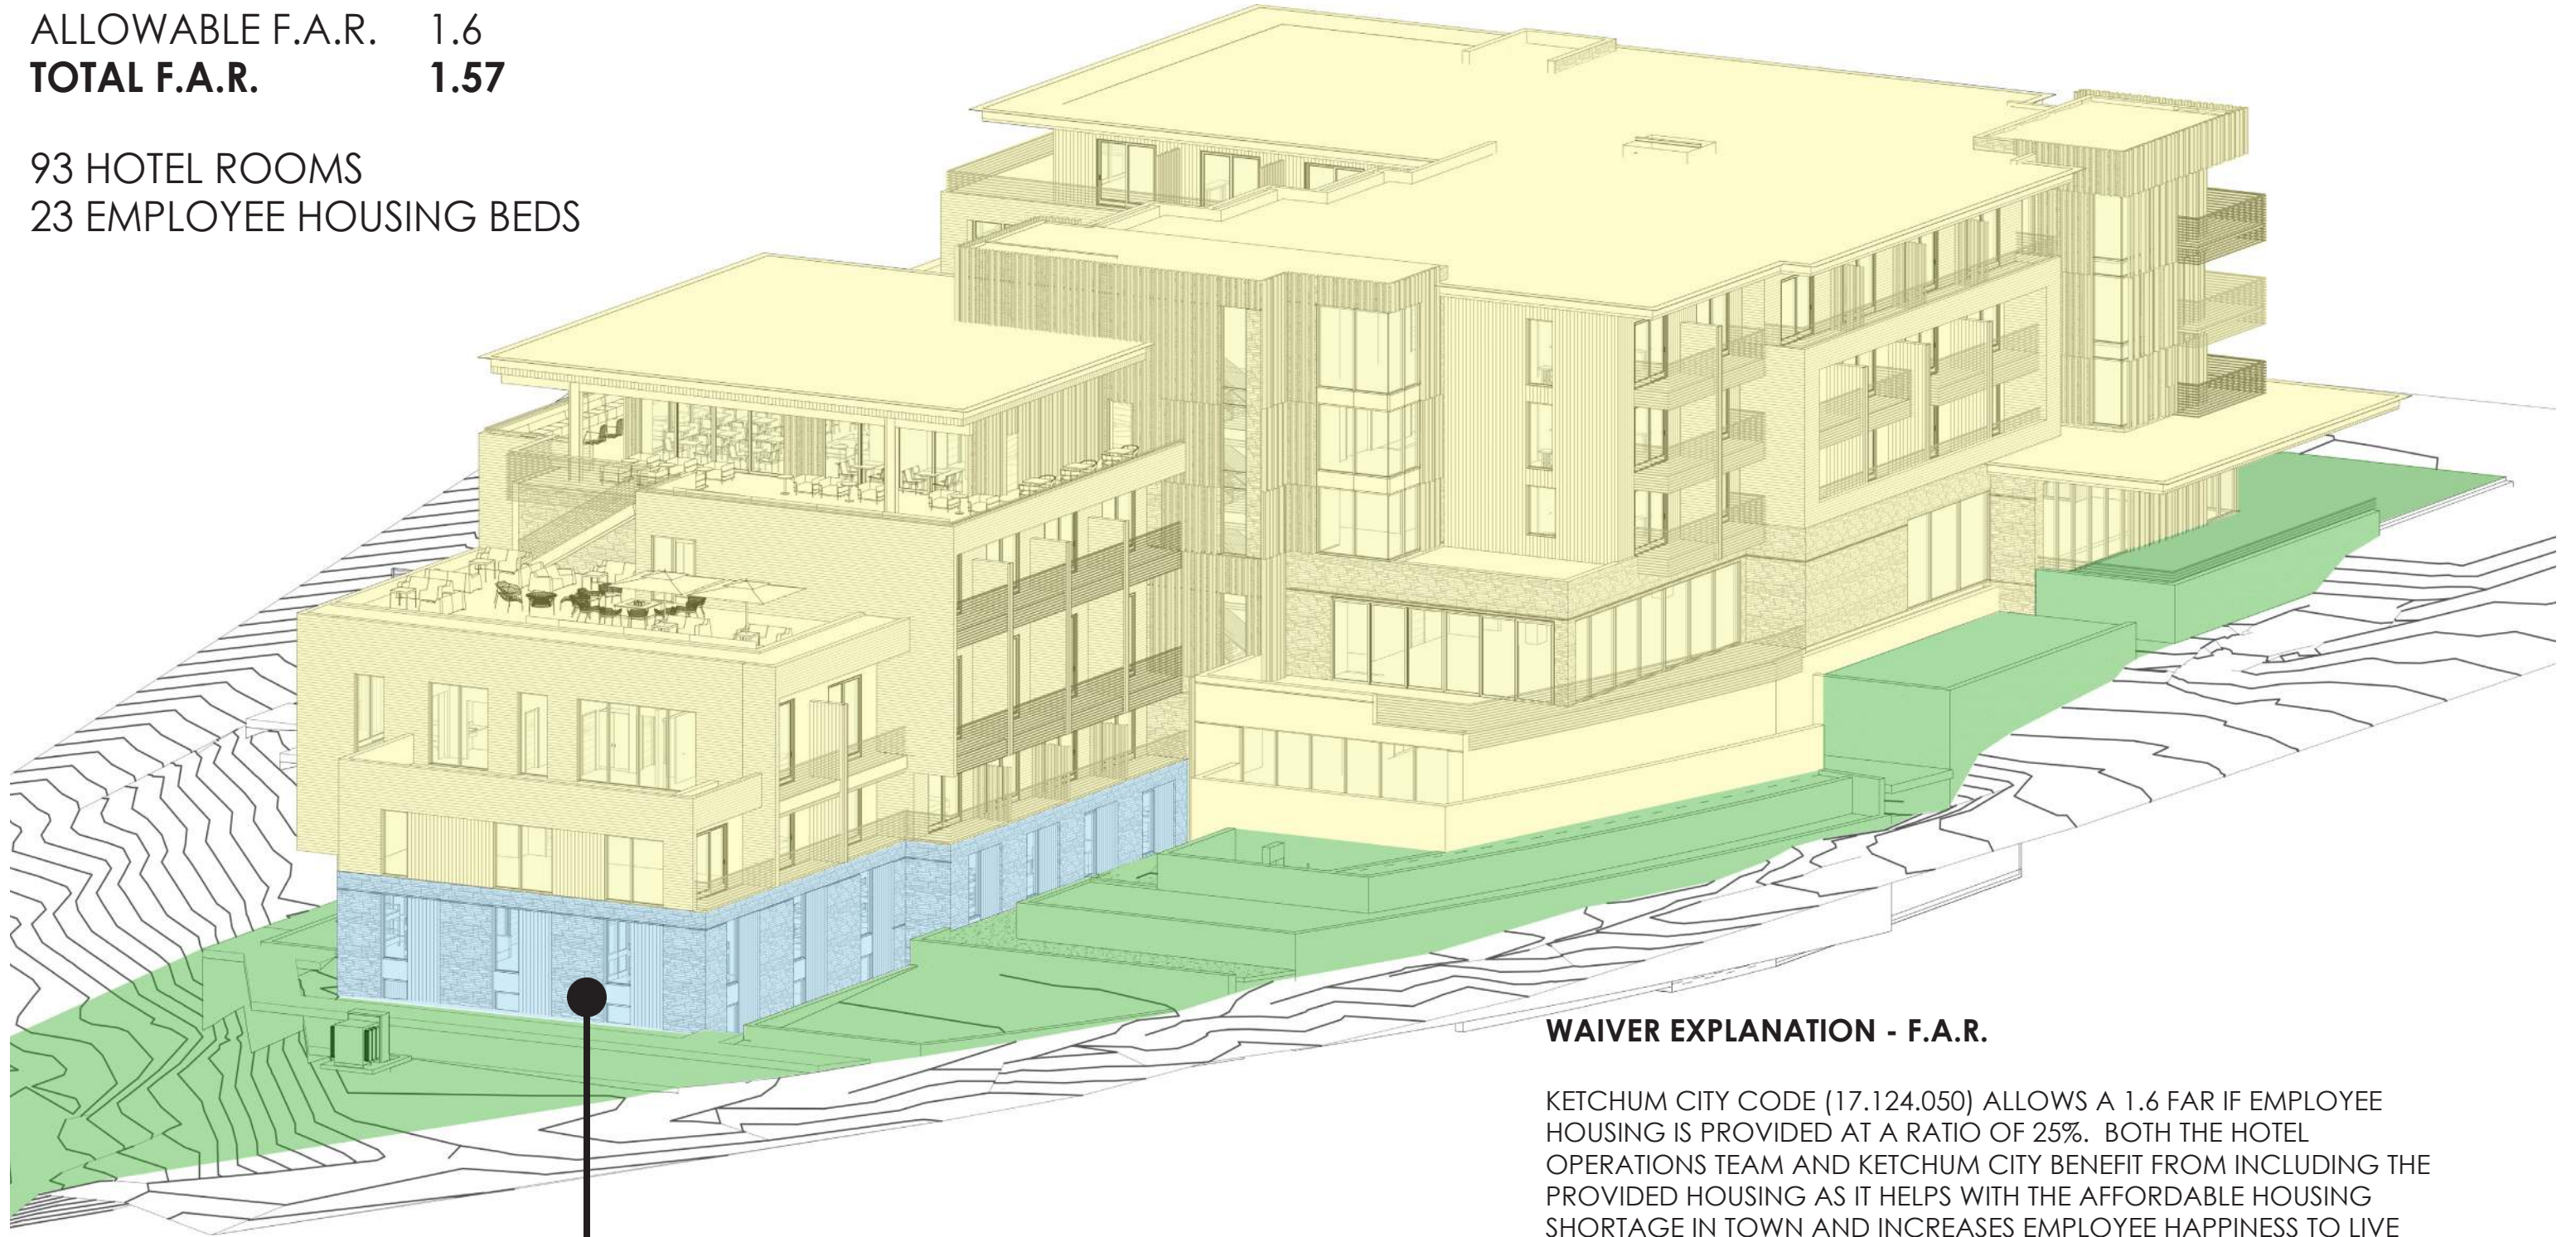 ALLOWABLE F.A.R. 1.6
TOTAL F.A.R. 1.57
93 HOTEL ROOMS
23 EMPLOYEE HOUSING BEDS
WAIVER EXPLANATION - F.A.R.
KETCHUM CITY CODE (17.124.050) ALLOWS A 1.6 FAR IF EMPLOYEE
HOUSING IS PROVIDED AT A RATIO OF 25%. BOTH THE HOTEL
OPERATIONS TEAM AND KETCHUM CITY BENEFIT FROM INCLUDING THE
PROVIDED HOUSING AS IT HELPS WITH THE AFFORDABLE HOUSING
SHORTAGE IN TOWN AND INCREASES EMPLOYEE HAPPINESS TO LIVE